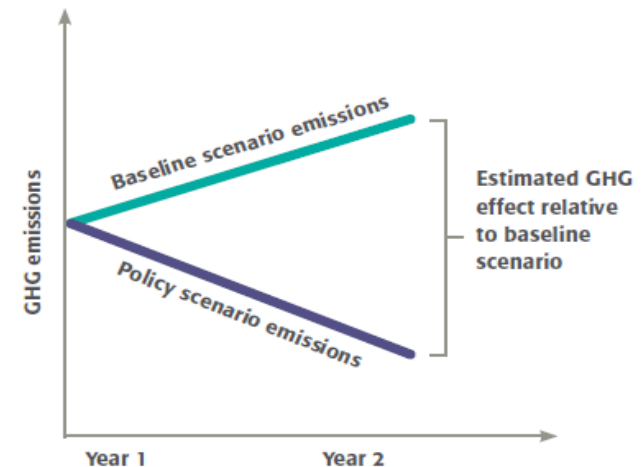 Baseline scenario emissions
Estimated GHG
effect relative
to baseline
scenario
GHG emissions
Policy scenario emissions
Year 1
Year 2